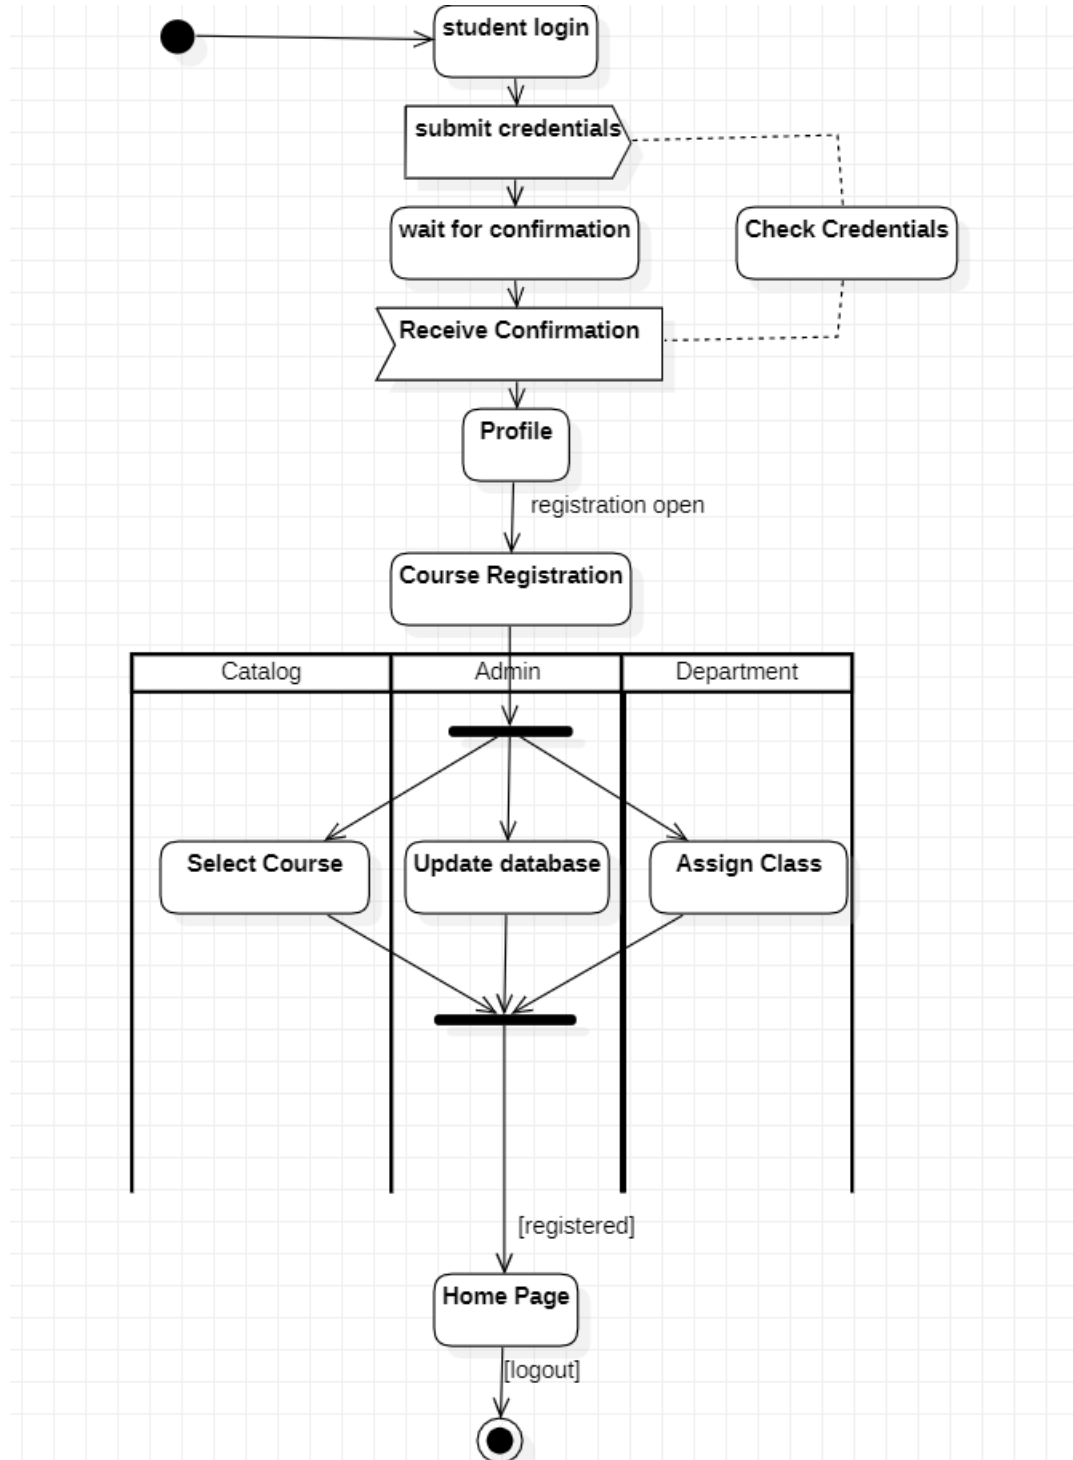 student login
submit credentials
wait for confirmation
Check Credentials
Receive Confirmation
Profile
registration open
Course Registration
Catalog
Admin
Department
Select Course
Update database
Assign Class
[registered]
Home Page
[logout]